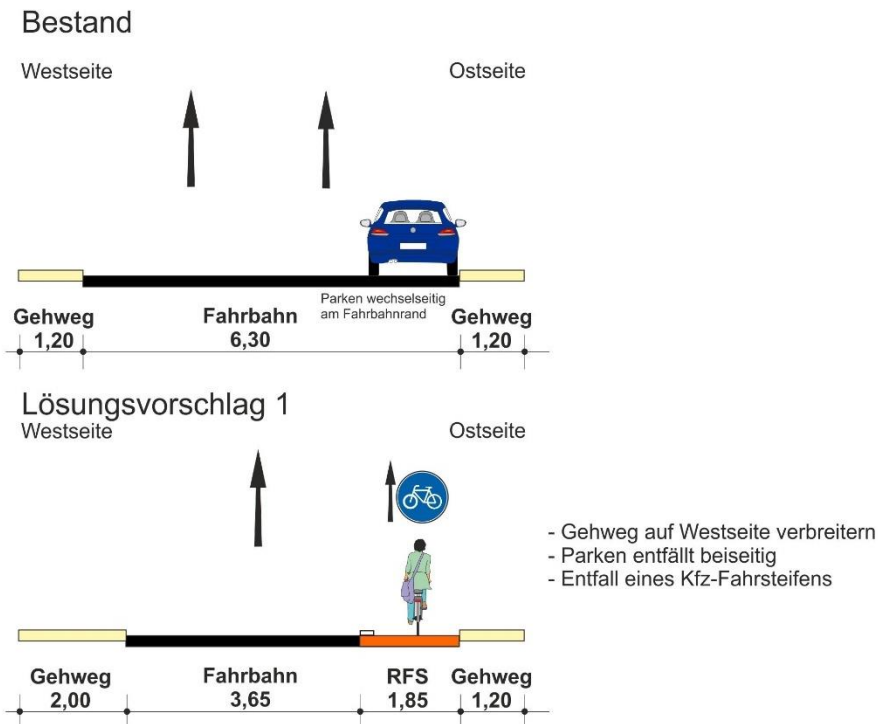 Bestand
Westseite Ostseite
Parken wechselseitig
am Fahrbahnrand
Gehweg Fahrbahn Gehweg
1,20 6,30 1,20
Lösungsvorschlag 1
Westseite Ostseite
- Gehweg auf Westseite verbreitern
- Parken entfällt beiseitig
- Entfall eines Kfz-Fahrsteifens
Gehweg Fahrbahn RFS Gehweg
2,00 3,65 1,85 1,20